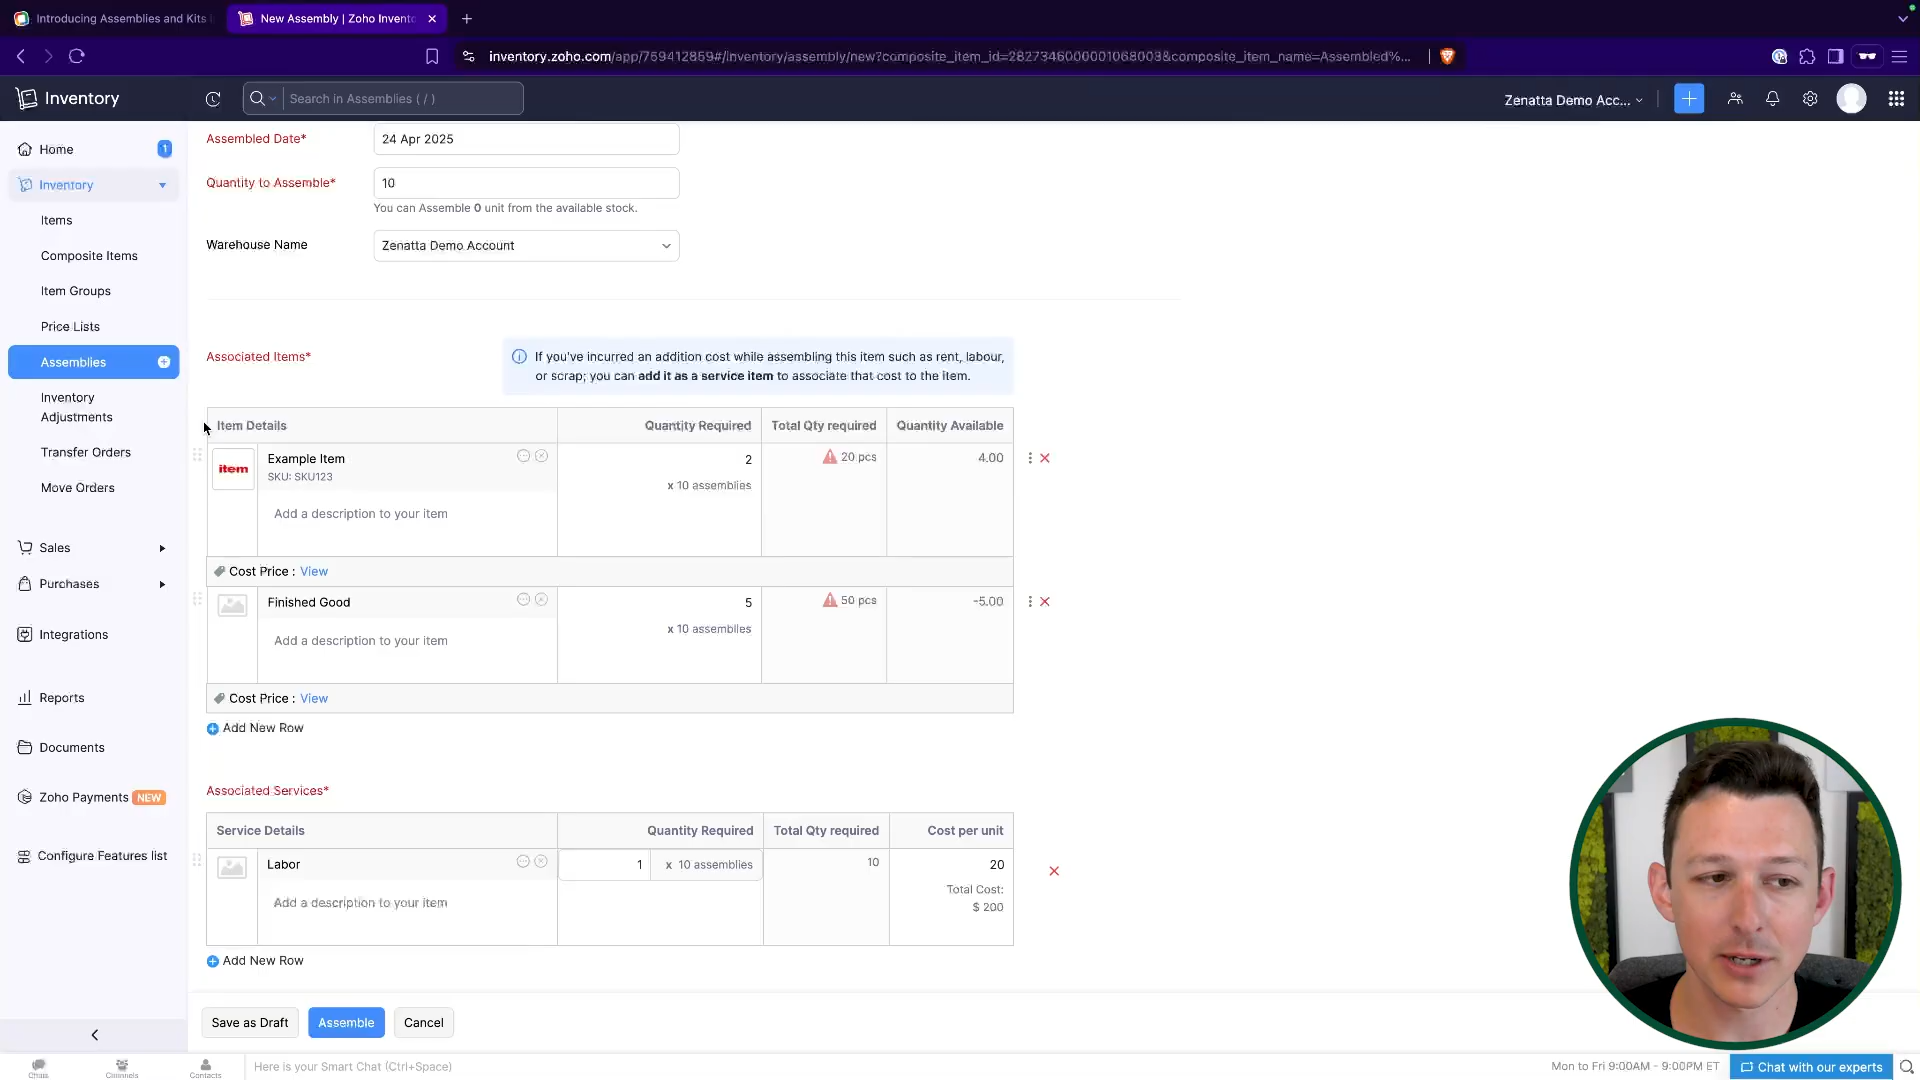 Introducing Assemblies and Kits
New Assembly | Zoho Invento
inventory.zoho.com/app/759412859#/inventory/assembly/new?composite_item_id=2827346000001068003&composite_item_name=Assembled%...
Inventory
Search in Assemblies ( / )
Zenatta Demo Acc...
Home
1
Inventory
Items
Composite Items
Item Groups
Price Lists
Assemblies
Inventory
Adjustments
Transfer Orders
Move Orders
Sales
Purchases
Integrations
Reports
Documents
Zoho Payments NEW
Configure Features list
Assembled Date*
24 Apr 2025
Quantity to Assemble*
10
You can Assemble 0 unit from the available stock.
Warehouse Name
Zenatta Demo Account
Associated Items*
If you've incurred an addition cost while assembling this item such as rent, labour,
or scrap; you can add it as a service item to associate that cost to the item.
Item Details Quantity Required Total Qty required Quantity Available
item
Example Item 2 20 pcs 4.00
SKU: SKU123
x 10 assemblies
Add a description to your item
Cost Price : View
Finished Good 5 50 pcs -5.00
x 10 assemblies
Add a description to your item
Cost Price : View
Add New Row
Associated Services*
Service Details Quantity Required Total Qty required Cost per unit
Labor 1 x 10 assemblies 10 20
Total Cost:
$ 200
Add a description to your item
Add New Row
Save as Draft Assemble Cancel
Chats Channels Contacts
Here is your Smart Chat (Ctrl+Space)
Mon to Fri 9:00AM - 9:00PM ET
Chat with our experts